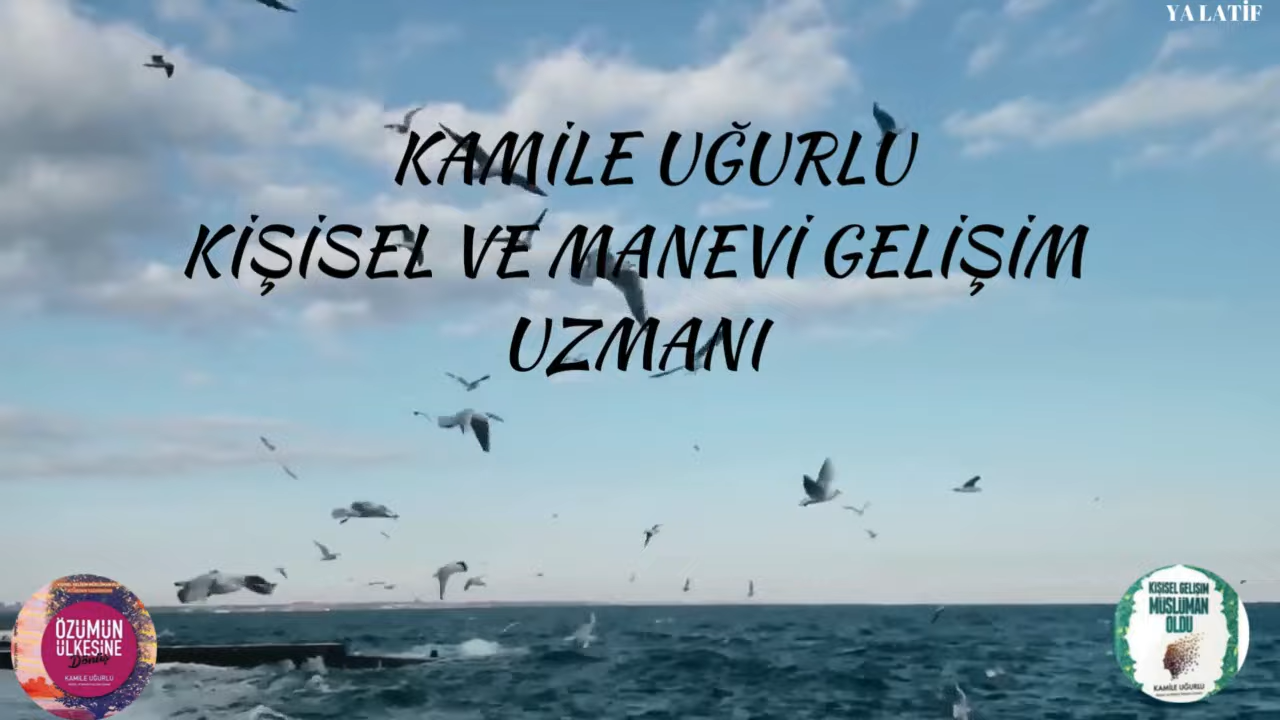 YA LATİF
KAMİLE UĞURLU
KİŞİSEL VE MANEVİ GELİŞİM
UZMANI
ÖZÜMÜN
ÜLKESİNE
Dönüş
KAMİLE UĞURLU
KİŞİSEL GELİŞİM
MÜSLÜMAN
OLDU
KAMİLE UĞURLU